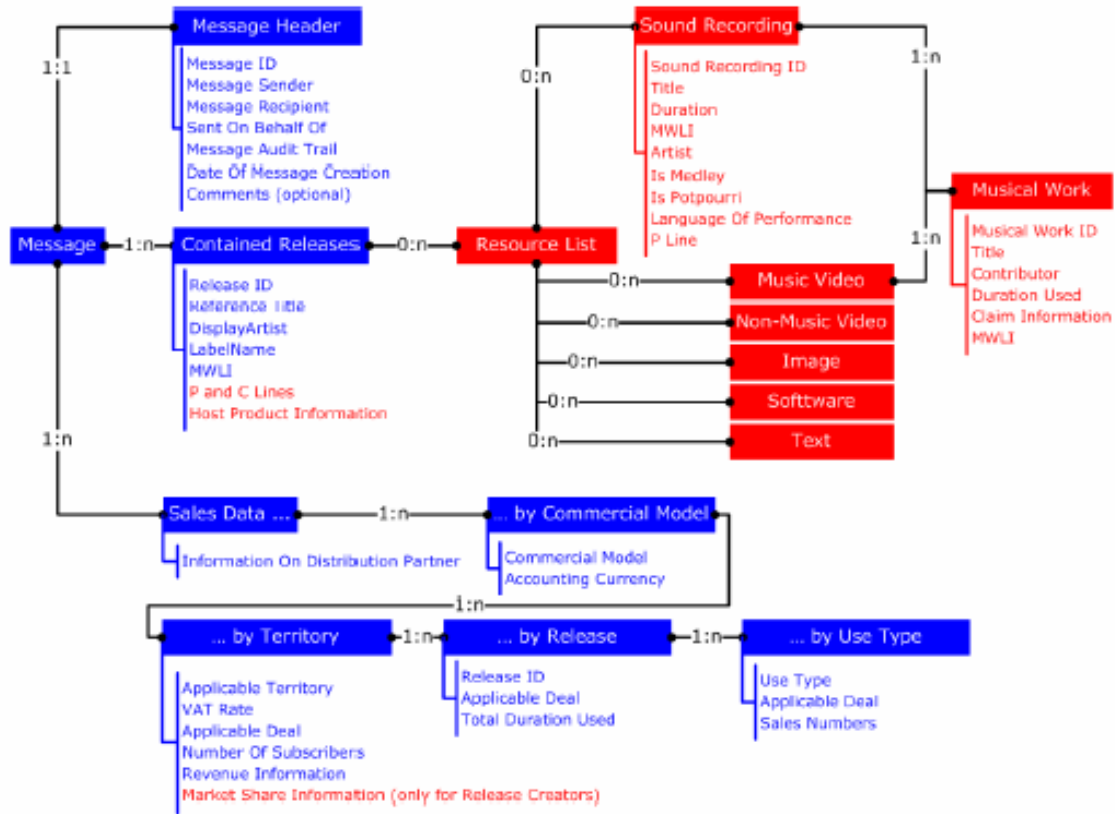 Message Header
Message ID
Message Sender
Message Recipient
Sent On Behalf Of
Message Audit Trail
Date Of Message Creation
Comments (optional)
1:1
Message
1:n
Contained Releases
Release ID
Reference Title
DisplayArtist
LabelName
MWLI
P and C Lines
Host Product Information
0:n
Resource List
0:n
Sound Recording
Sound Recording ID
Title
Duration
MWLI
Artist
Is Medley
Is Potpourri
Language Of Performance
P Line
1:n
1:n
Musical Work
Musical Work ID
Title
Contributor
Duration Used
Claim Information
MWLI
0:n
Music Video
0:n
Non-Music Video
0:n
Image
0:n
Softtware
0:n
Text
1:n
Sales Data ...
Information On Distribution Partner
1:n
... by Commercial Model
Commercial Model
Accounting Currency
1:n
... by Territory
Applicable Territory
VAT Rate
Applicable Deal
Number Of Subscribers
Revenue Information
Market Share Information (only for Release Creators)
1:n
... by Release
Release ID
Applicable Deal
Total Duration Used
1:n
... by Use Type
Use Type
Applicable Deal
Sales Numbers